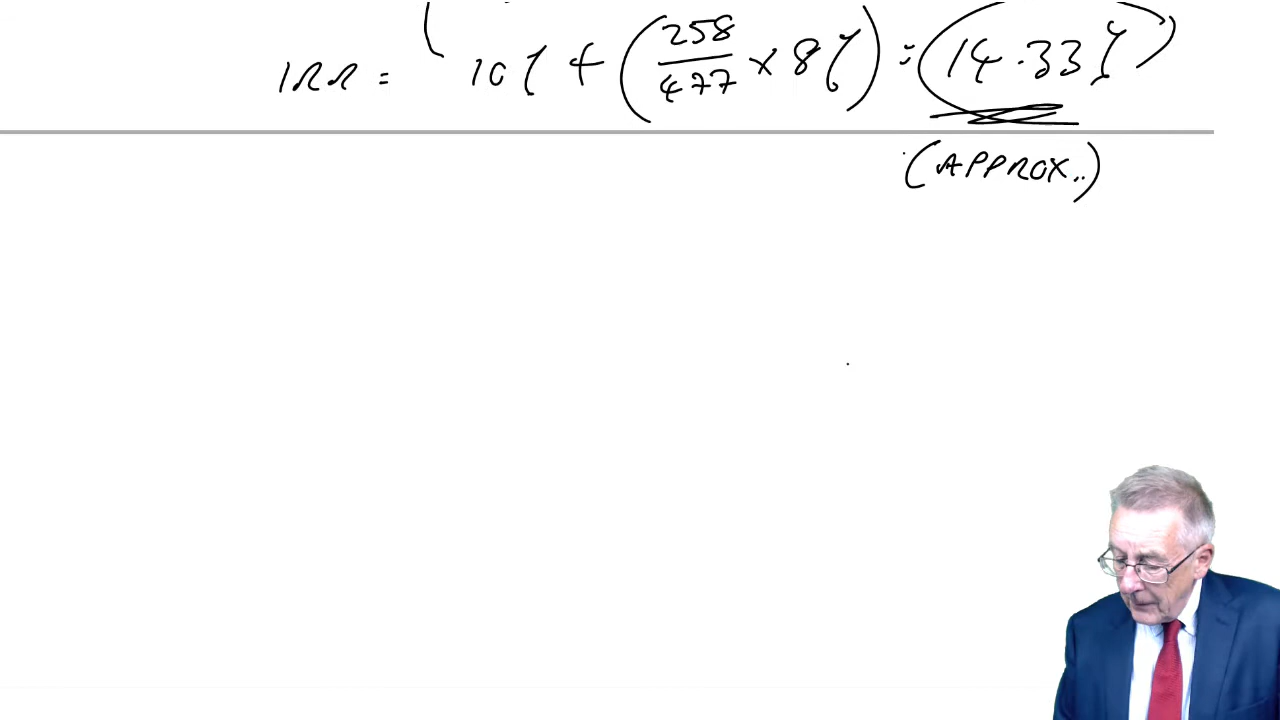 IRR = 10% + (258/477 × 8%) = (14.33%)
(APPROX..)